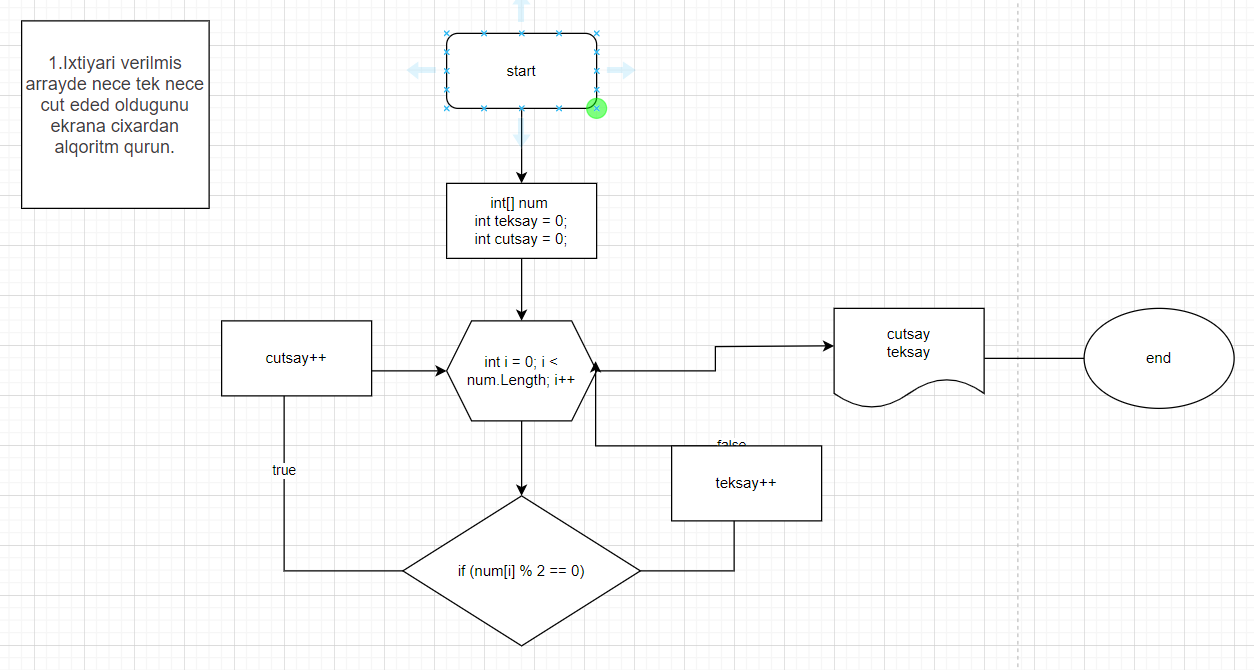 1.Ixtiyari verilmis
arrayde nece tek nece
cut eded oldugunu
ekrana cixardan
alqoritm qurun.
start
int[] num
int teksay = 0;
int cutsay = 0;
cutsay++
int i = 0; i <
num.Length; i++
cutsay
teksay
end
true
false
teksay++
if (num[i] % 2 == 0)